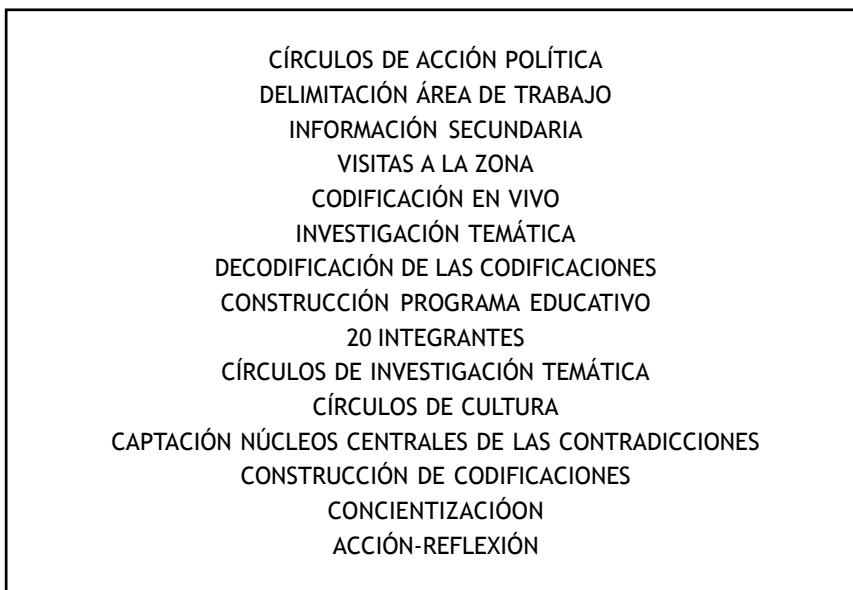 CÍRCULOS DE ACCIÓN POLÍTICA
DELIMITACIÓN ÁREA DE TRABAJO
INFORMACIÓN SECUNDARIA
VISITAS A LA ZONA
CODIFICACIÓN EN VIVO
INVESTIGACIÓN TEMÁTICA
DECODIFICACIÓN DE LAS CODIFICACIONES
CONSTRUCCIÓN PROGRAMA EDUCATIVO
20 INTEGRANTES
CÍRCULOS DE INVESTIGACIÓN TEMÁTICA
CÍRCULOS DE CULTURA
CAPTACIÓN NÚCLEOS CENTRALES DE LAS CONTRADICCIONES
CONSTRUCCIÓN DE CODIFICACIONES
CONCIENTIZACIÓON
ACCIÓN-REFLEXIÓN